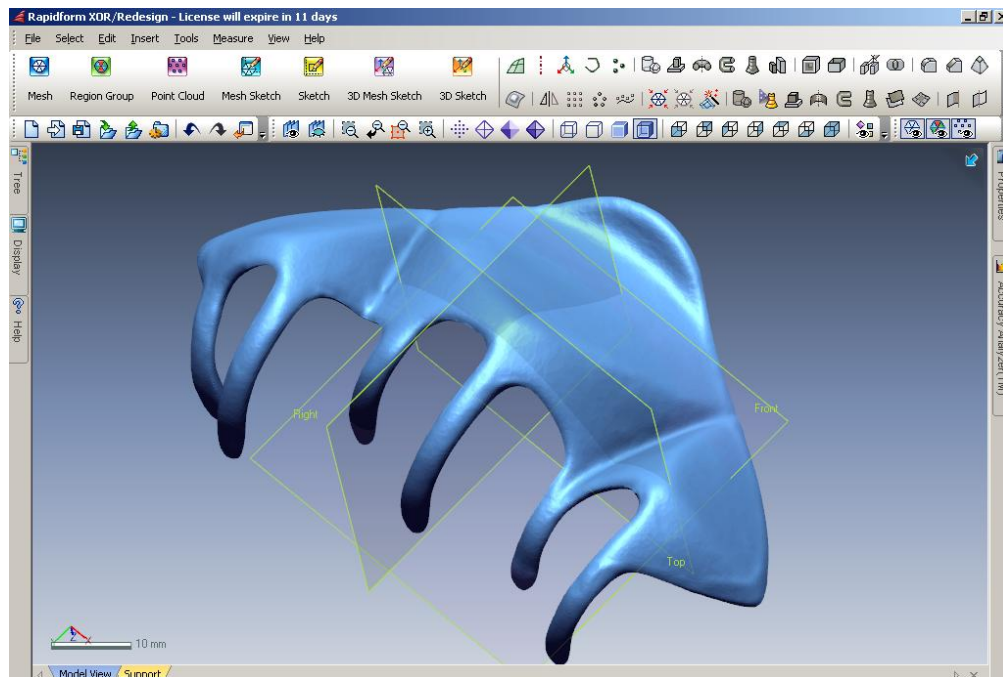 Rapidform XOR/Redesign - License will expire in 11 days
File Select Edit Insert Tools Measure View Help
Mesh Region Group Point Cloud Mesh Sketch Sketch 3D Mesh Sketch 3D Sketch
Tree
Display
Help
Properties
Accuracy Analyzer(TM)
Right
Front
Top
Z X
10 mm
Model View Support